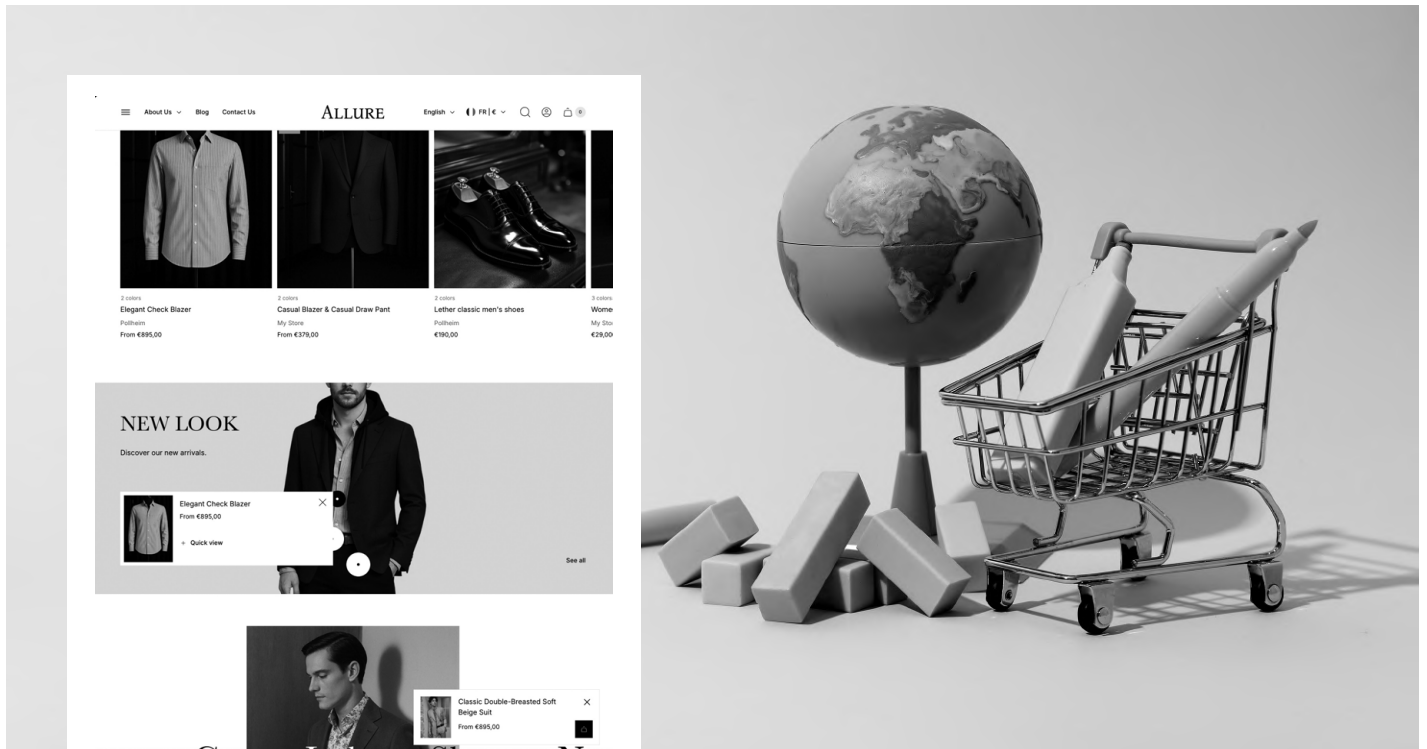 About Us
Blog
Contact Us
ALLURE
English
FR | €
0
2 colors
Elegant Check Blazer
Pollheim
From €895,00
2 colors
Casual Blazer & Casual Draw Pant
My Store
From €379,00
2 colors
Lether classic men's shoes
Pollheim
€190,00
3 colors
My
€29,00
NEW LOOK
Discover our new arrivals.
Elegant Check Blazer
From €895,00
+ Quick view
See all
Classic Double-Breasted Soft
Beige Suit
From €895,00